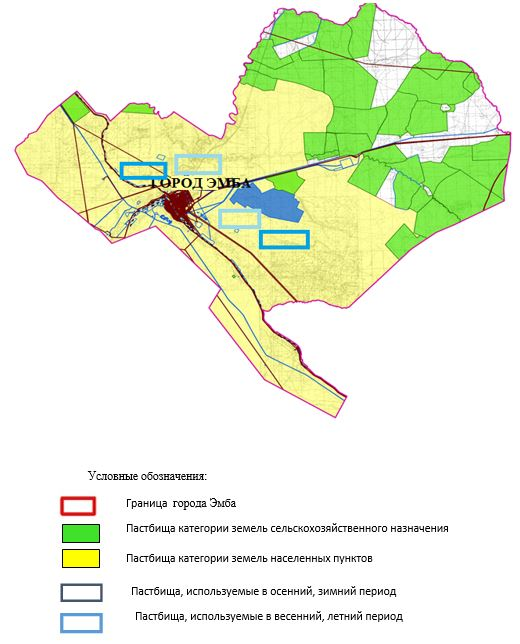 ГОРОД ЭМБА
Условные обозначения:
Граница города Эмба
Пастбища категории земель сельскохозяйственного назначения
Пастбища категории земель населенных пунктов
Пастбища, используемые в осенний, зимний период
Пастбища, используемые в весенний, летний период